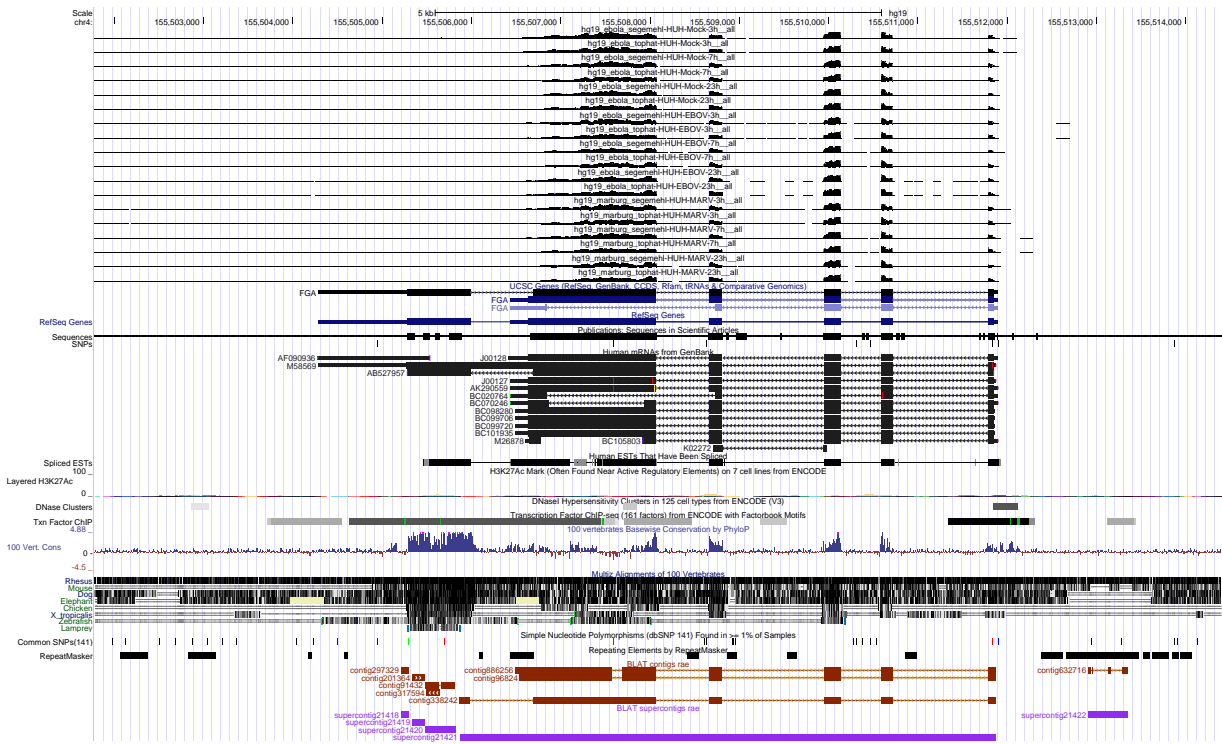 Scale 5 kb hg19
chr4: 155,503,000 155,504,000 155,505,000 155,506,000 155,507,000 155,508,000 155,509,000 155,510,000 155,511,000 155,512,000 155,513,000 155,514,000
hg19_ebola_segemehl-HUH-Mock-3h__all
hg19_ebola_tophat-HUH-Mock-3h__all
hg19_ebola_segemehl-HUH-Mock-7h__all
hg19_ebola_tophat-HUH-Mock-7h__all
hg19_ebola_segemehl-HUH-Mock-23h__all
hg19_ebola_tophat-HUH-Mock-23h__all
hg19_ebola_segemehl-HUH-EBOV-3h__all
hg19_ebola_tophat-HUH-EBOV-3h__all
hg19_ebola_segemehl-HUH-EBOV-7h__all
hg19_ebola_tophat-HUH-EBOV-7h__all
hg19_ebola_segemehl-HUH-EBOV-23h__all
hg19_ebola_tophat-HUH-EBOV-23h__all
hg19_marburg_segemehl-HUH-MARV-3h__all
hg19_marburg_tophat-HUH-MARV-3h__all
hg19_marburg_segemehl-HUH-MARV-7h__all
hg19_marburg_tophat-HUH-MARV-7h__all
hg19_marburg_segemehl-HUH-MARV-23h__all
hg19_marburg_tophat-HUH-MARV-23h__all
UCSC Genes (RefSeq, GenBank, CCDS, Rfam, tRNAs & Comparative Genomics)
FGA
FGA
FGA
RefSeq Genes
RefSeq Genes
Publications: Sequences in Scientific Articles
Sequences
SNPs
Human mRNAs from GenBank
AF090936 J00128
M58569
AB527957
J00127
AK290559
BC020764
BC070246
BC098280
BC099706
BC099720
BC101935
M26878 BC105803
K02272
Human ESTs That Have Been Spliced
Spliced ESTs
H3K27Ac Mark (Often Found Near Active Regulatory Elements) on 7 cell lines from ENCODE
100 _
Layered H3K27Ac
0 _
DNaseI Hypersensitivity Clusters in 125 cell types from ENCODE (V3)
DNase Clusters
Transcription Factor ChIP-seq (161 factors) from ENCODE with Factorbook Motifs
Txn Factor ChIP
100 vertebrates Basewise Conservation by PhyloP
4.88 _
100 Vert. Cons
0 _
-4.5 _
Multiz Alignments of 100 Vertebrates
Rhesus
Mouse
Dog
Elephant
Chicken
X_tropicalis
Zebrafish
Lamprey
Simple Nucleotide Polymorphisms (dbSNP 141) Found in >= 1% of Samples
Common SNPs(141)
Repeating Elements by RepeatMasker
RepeatMasker
BLAT contigs rae
contig297329 contig886256 contig632716
contig201364 contig96824
contig91432
contig317594
contig338242
BLAT supercontigs rae
supercontig21418 supercontig21422
supercontig21419
supercontig21420
supercontig21421